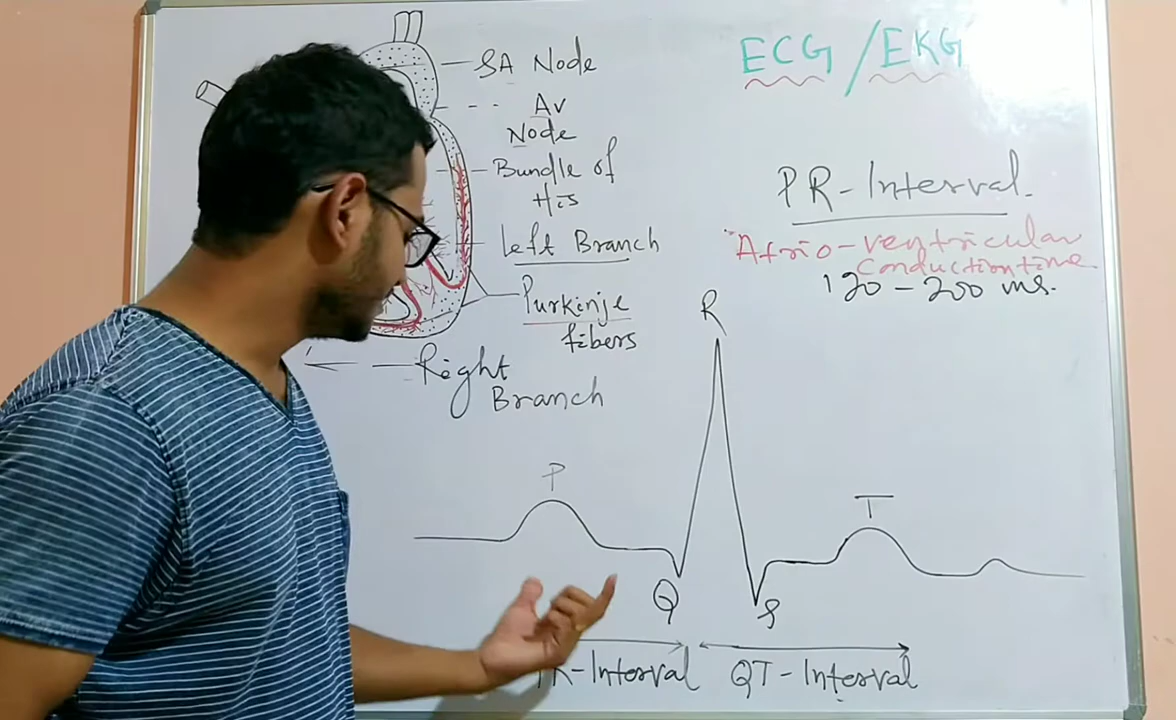 SA Node
Av
Node
Bundle of
His
Left Branch
Purkinje
fibers
Right
Branch
ECG/EKG
PR-Interval.
Atrio-ventricular
conduction time.
120-200 ms.
P
Q
R
S
T
PR-Interval
QT-Interval